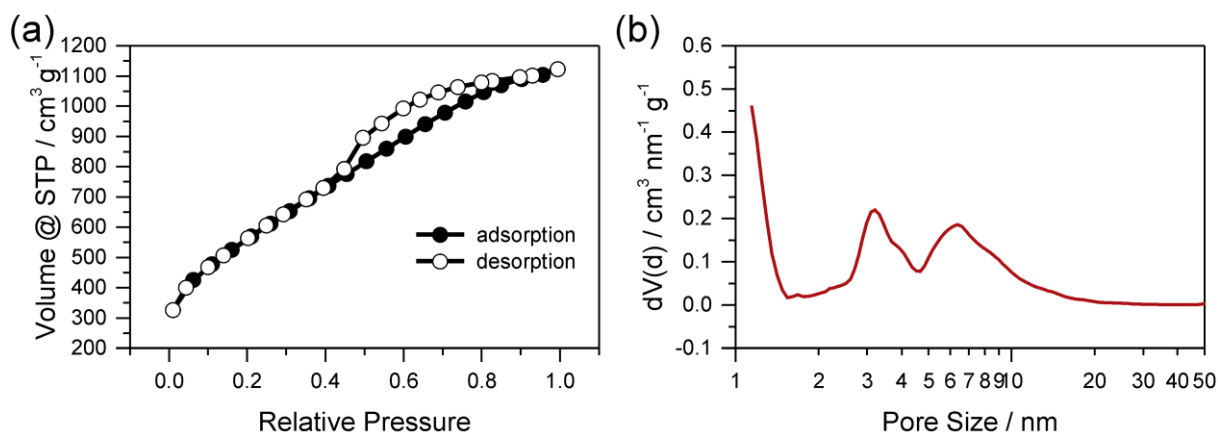 (a)
Volume @ STP / cm³ g⁻¹
1200
1100
1000
900
800
700
600
500
400
300
200
adsorption
desorption
0.0 0.2 0.4 0.6 0.8 1.0
Relative Pressure
(b)
dV(d) / cm³ nm⁻¹ g⁻¹
0.6
0.5
0.4
0.3
0.2
0.1
0.0
-0.1
1 2 3 4 5 6 7 8 9 10 20 30 40 50
Pore Size / nm